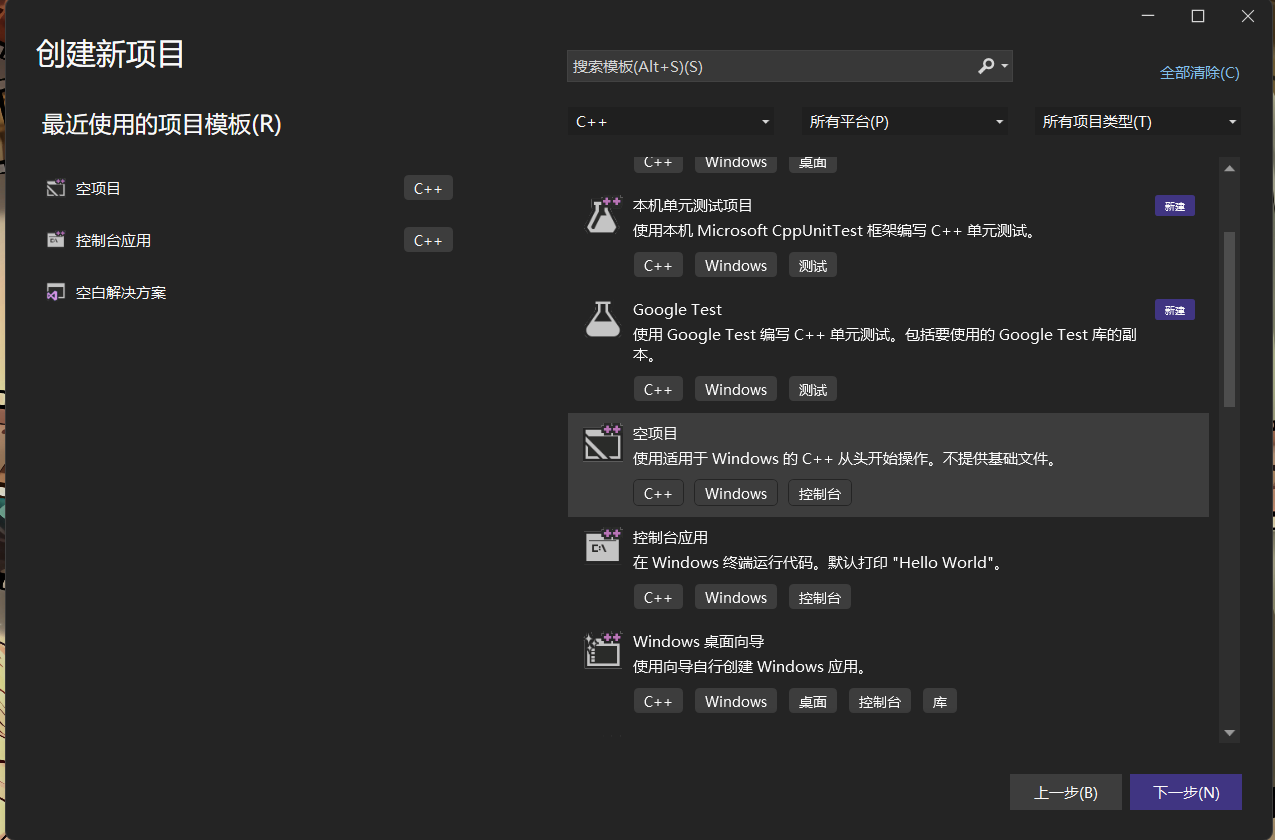 创建新项目
搜索模板(Alt+S)(S)
全部清除(C)
最近使用的项目模板(R)
C++
所有平台(P)
所有项目类型(T)
空项目
C++
控制台应用
C++
空白解决方案
C++ Windows 桌面
本机单元测试项目
新建
使用本机 Microsoft CppUnitTest 框架编写 C++ 单元测试。
C++ Windows 测试
Google Test
新建
使用 Google Test 编写 C++ 单元测试。包括要使用的 Google Test 库的副
本。
C++ Windows 测试
空项目
使用适用于 Windows 的 C++ 从头开始操作。不提供基础文件。
C++ Windows 控制台
控制台应用
在 Windows 终端运行代码。默认打印 "Hello World"。
C++ Windows 控制台
Windows 桌面向导
使用向导自行创建 Windows 应用。
C++ Windows 桌面 控制台 库
上一步(B)
下一步(N)